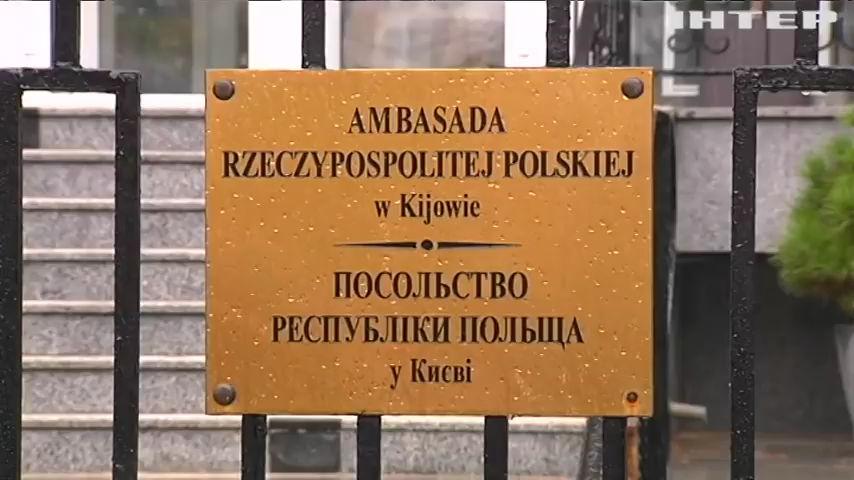 ІНТЕР
AMBASADA
RZECZYPOSPOLITEJ POLSKIEJ
w Kijowie
ПОСОЛЬСТВО
РЕСПУБЛІКИ ПОЛЬЩА
у Києві